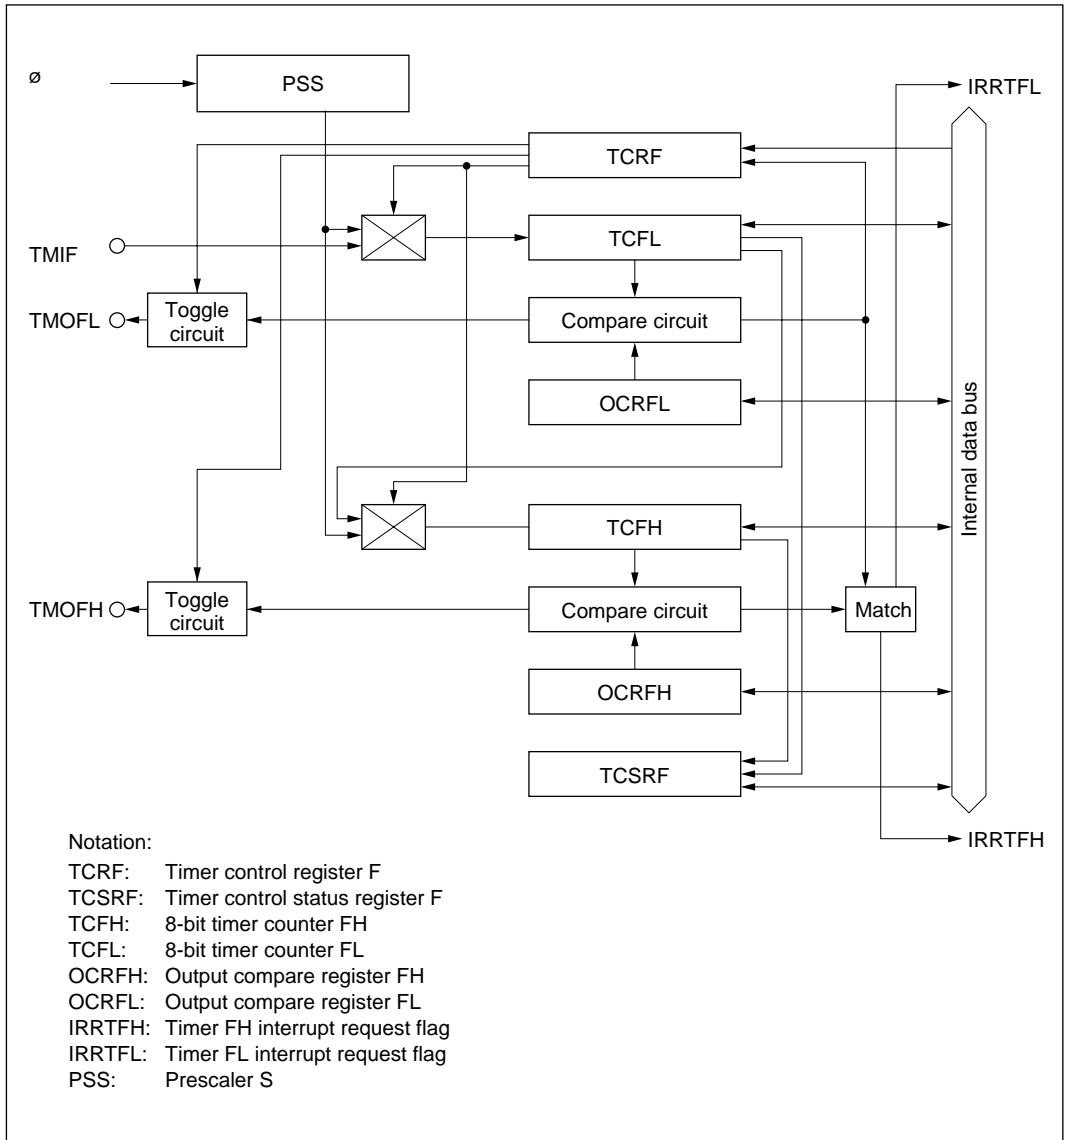 ø
PSS
IRRTFL
TCRF
TMIF
TCFL
TMOFL
Toggle
circuit
Compare circuit
OCRFL
Internal data bus
TCFH
TMOFH
Toggle
circuit
Compare circuit
Match
OCRFH
TCSRF
IRRTFH
Notation:
TCRF: Timer control register F
TCSRF: Timer control status register F
TCFH: 8-bit timer counter FH
TCFL: 8-bit timer counter FL
OCRFH: Output compare register FH
OCRFL: Output compare register FL
IRRTFH: Timer FH interrupt request flag
IRRTFL: Timer FL interrupt request flag
PSS: Prescaler S